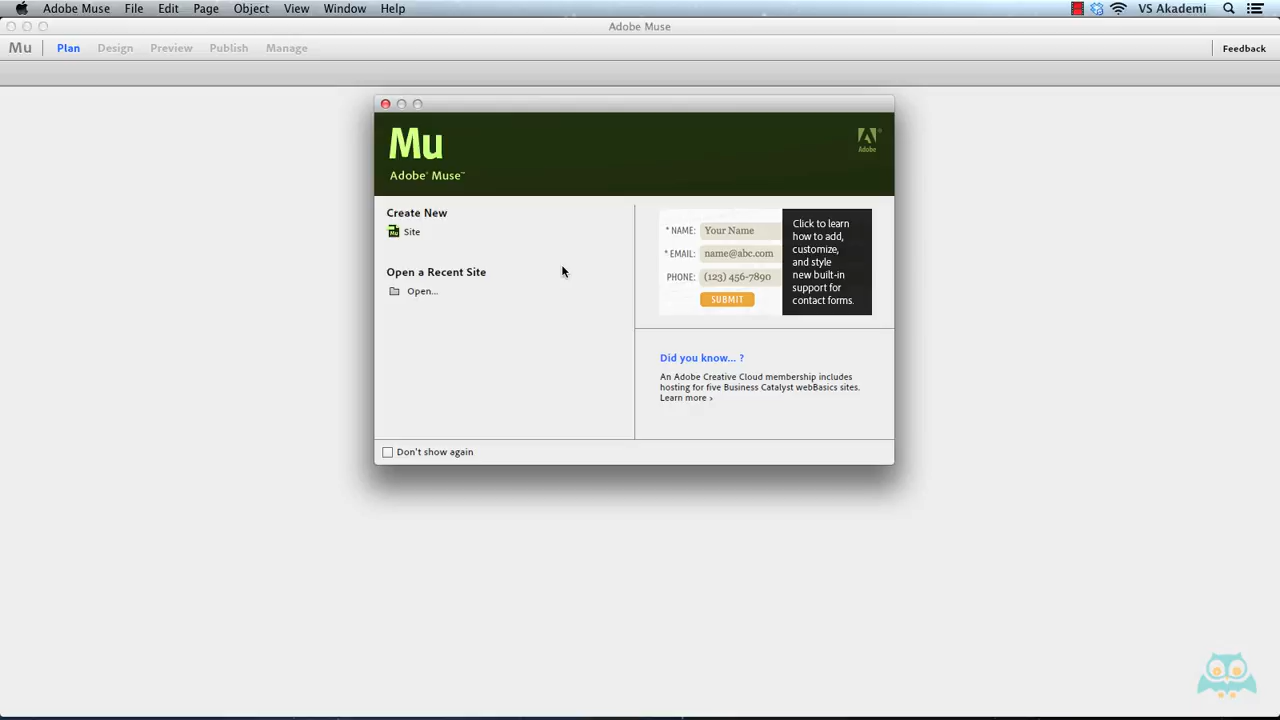 Adobe Muse File Edit Page Object View Window Help VS Akademi
Adobe Muse
Mu Plan Design Preview Publish Manage Feedback
Mu
Adobe® Muse™
Adobe
Create New
Site
Open a Recent Site
Open...
* NAME: Your Name
* EMAIL: name@abc.com
PHONE: (123) 456-7890
SUBMIT
Click to learn
how to add,
customize,
and style
new built-in
support for
contact forms.
Did you know... ?
An Adobe Creative Cloud membership includes
hosting for five Business Catalyst webBasics sites.
Learn more ›
Don't show again